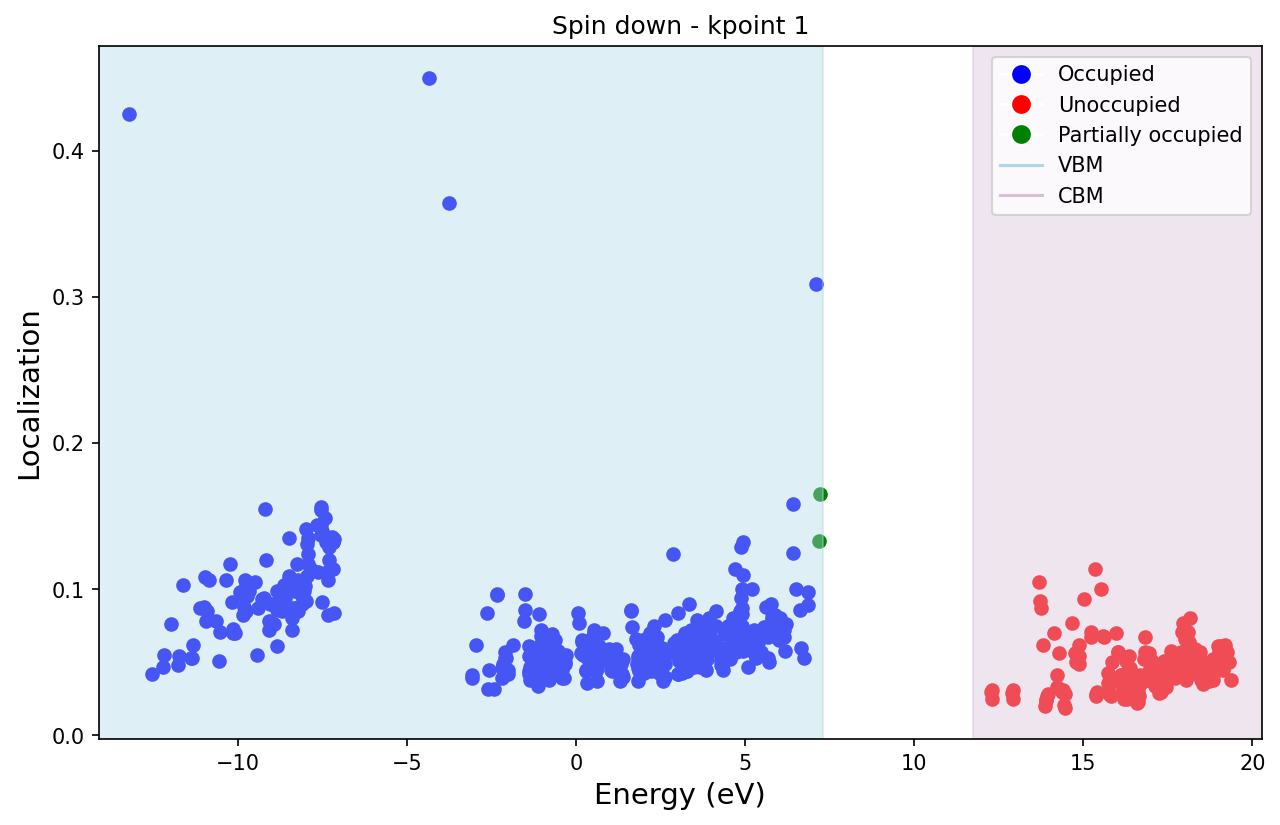 Spin down - kpoint 1
Localization
0.4
0.3
0.2
0.1
0.0
−10
−5
0
5
10
15
20
Energy (eV)
Occupied
Unoccupied
Partially occupied
VBM
CBM